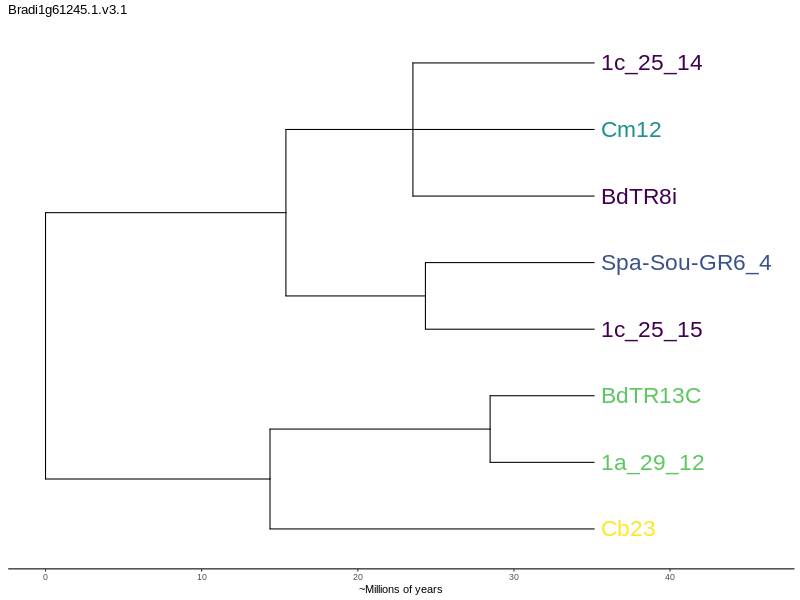 Bradi1g61245.1.v3.1
1c_25_14
Cm12
BdTR8i
Spa-Sou-GR6_4
1c_25_15
BdTR13C
1a_29_12
Cb23
0 10 20 30 40
~Millions of years